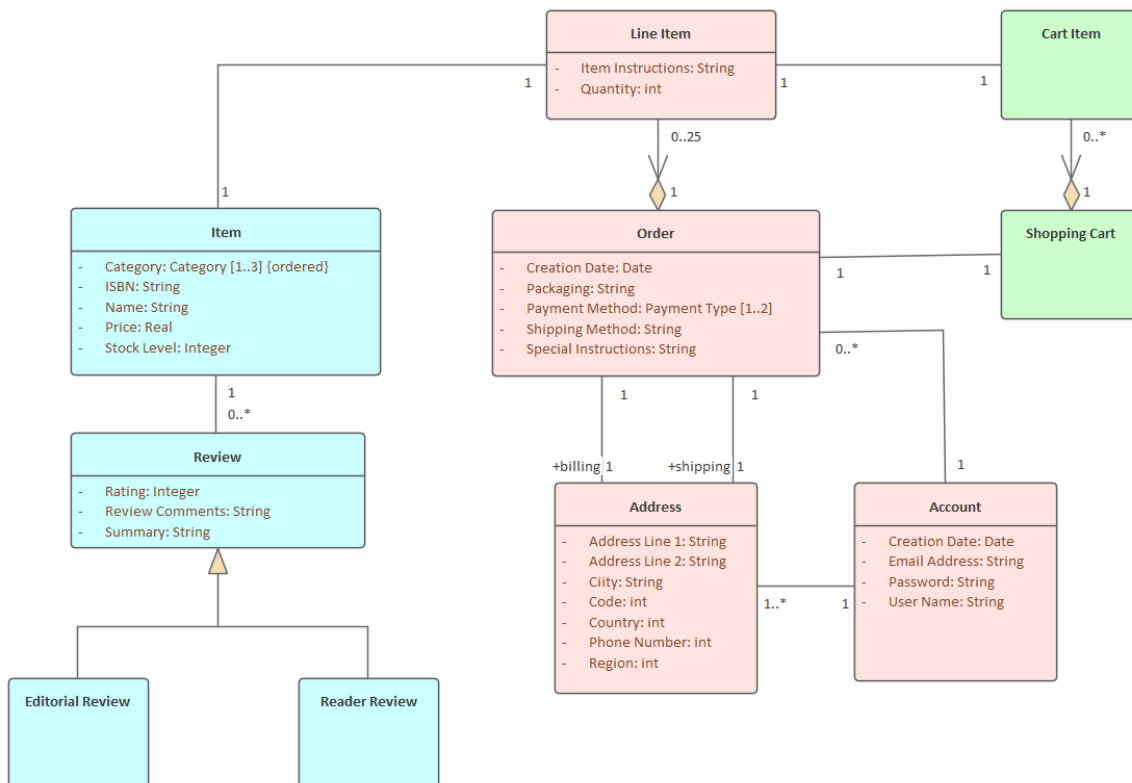 Line Item
- Item Instructions: String
- Quantity: int
Cart Item
1
1
1
1
0..25
0..*
1
1
1
Item
- Category: Category [1..3] {ordered}
- ISBN: String
- Name: String
- Price: Real
- Stock Level: Integer
Order
- Creation Date: Date
- Packaging: String
- Payment Method: Payment Type [1..2]
- Shipping Method: String
- Special Instructions: String
Shopping Cart
1
1
0..*
1
0..*
1
1
Review
- Rating: Integer
- Review Comments: String
- Summary: String
+billing 1
+shipping 1
1
Address
- Address Line 1: String
- Address Line 2: String
- Ciity: String
- Code: int
- Country: int
- Phone Number: int
- Region: int
Account
- Creation Date: Date
- Email Address: String
- Password: String
- User Name: String
1..*
1
Editorial Review
Reader Review